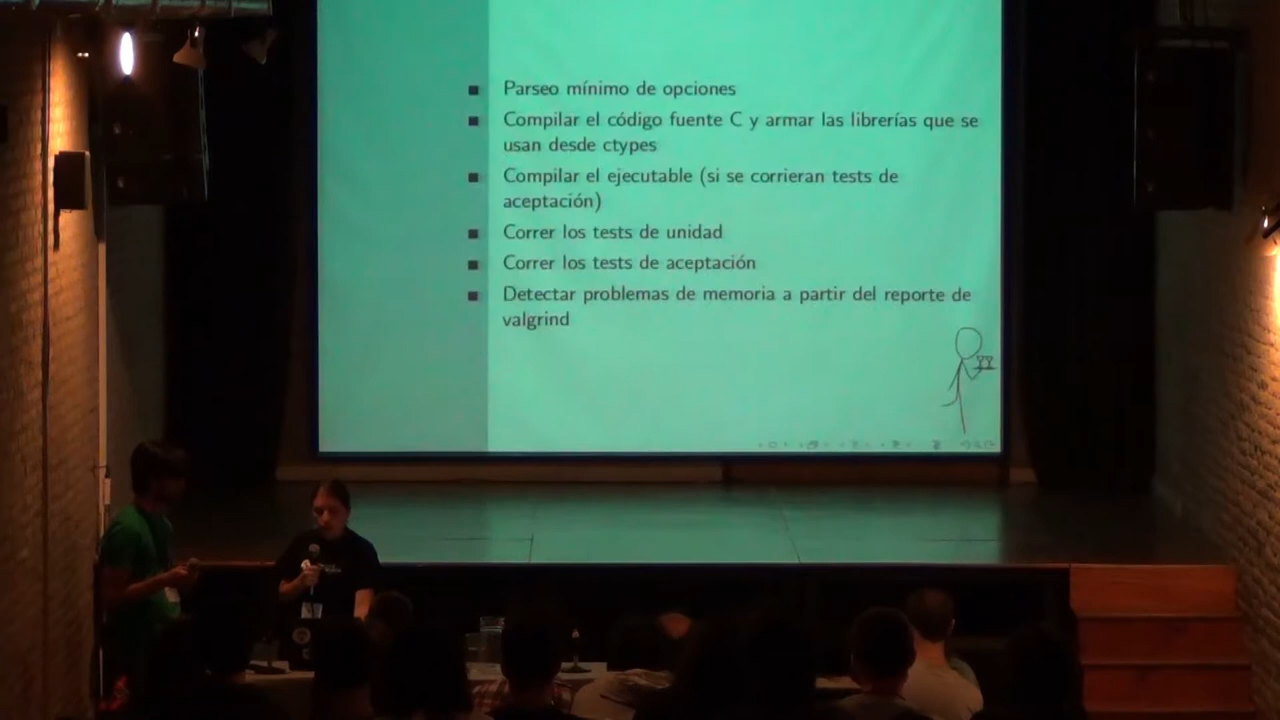 Parseo mínimo de opciones
Compilar el código fuente C y armar las librerías que se
usan desde ctypes
Compilar el ejecutable (si se corrieran tests de
aceptación)
Correr los tests de unidad
Correr los tests de aceptación
Detectar problemas de memoria a partir del reporte de
valgrind